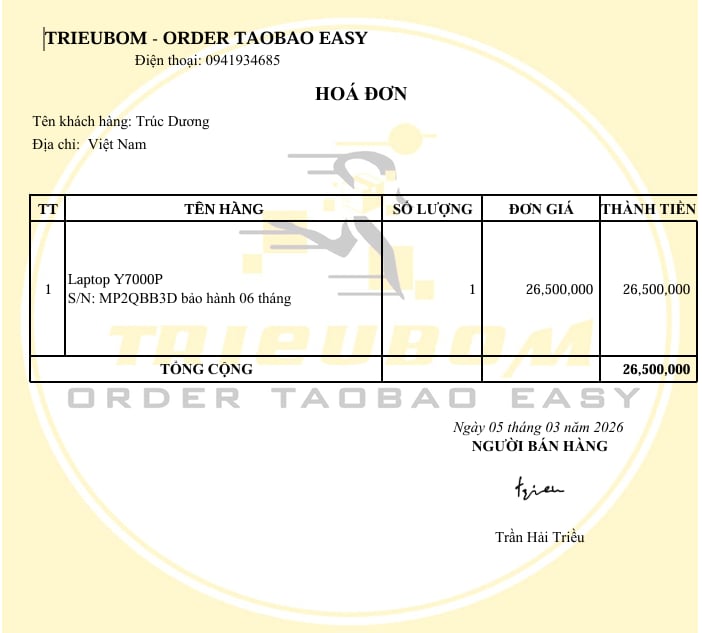 TRIEUBOM - ORDER TAOBAO EASY
Điện thoại: 0941934685
HOÁ ĐƠN
Tên khách hàng: Trúc Dương
Địa chỉ: Việt Nam
TT TÊN HÀNG SỐ LƯỢNG ĐƠN GIÁ THÀNH TIỀN
1 Laptop Y7000P 1 26,500,000 26,500,000
S/N: MP2QBB3D bảo hành 06 tháng
TRIEUBOM
TỔNG CỘNG 26,500,000
ORDER TAOBAO EASY
Ngày 05 tháng 03 năm 2026
NGƯỜI BÁN HÀNG
trieu
Trần Hải Triều